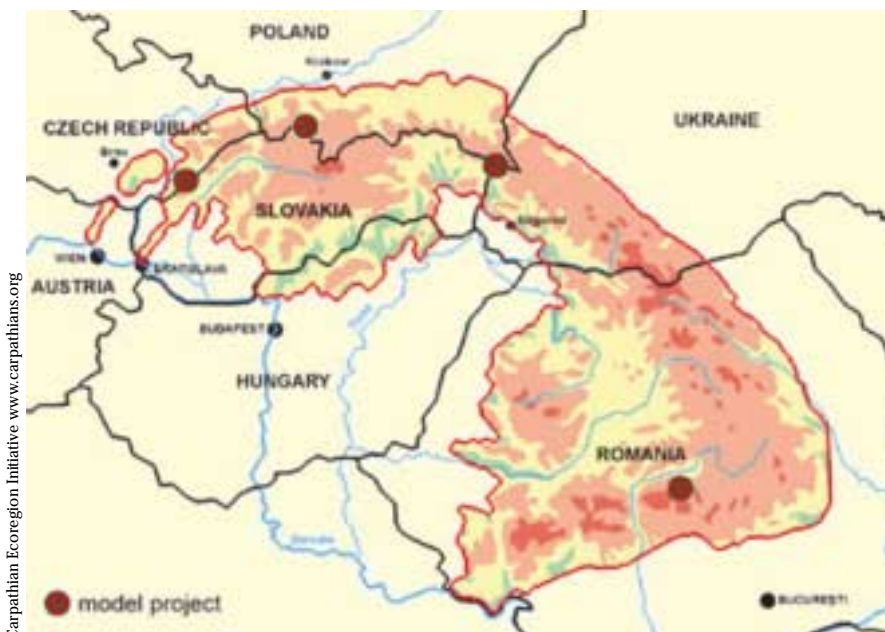 POLAND
Krakow
CZECH REPUBLIC
UKRAINE
Brno
SLOVAKIA
WIEN
BRATISLAVA
AUSTRIA
BUDAPEST
HUNGARY
ROMANIA
model project
BUCURESTI
arpathian Ecoregion Initiative www.carpathians.org